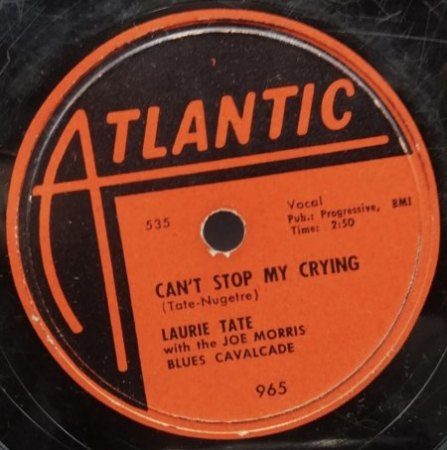 ATLANTIC
535
Vocal
Pub.: Progressive, BMI
Time: 2:50
CAN'T STOP MY CRYING
(Tate-Nugetre)
LAURIE TATE
with the JOE MORRIS
BLUES CAVALCADE
965